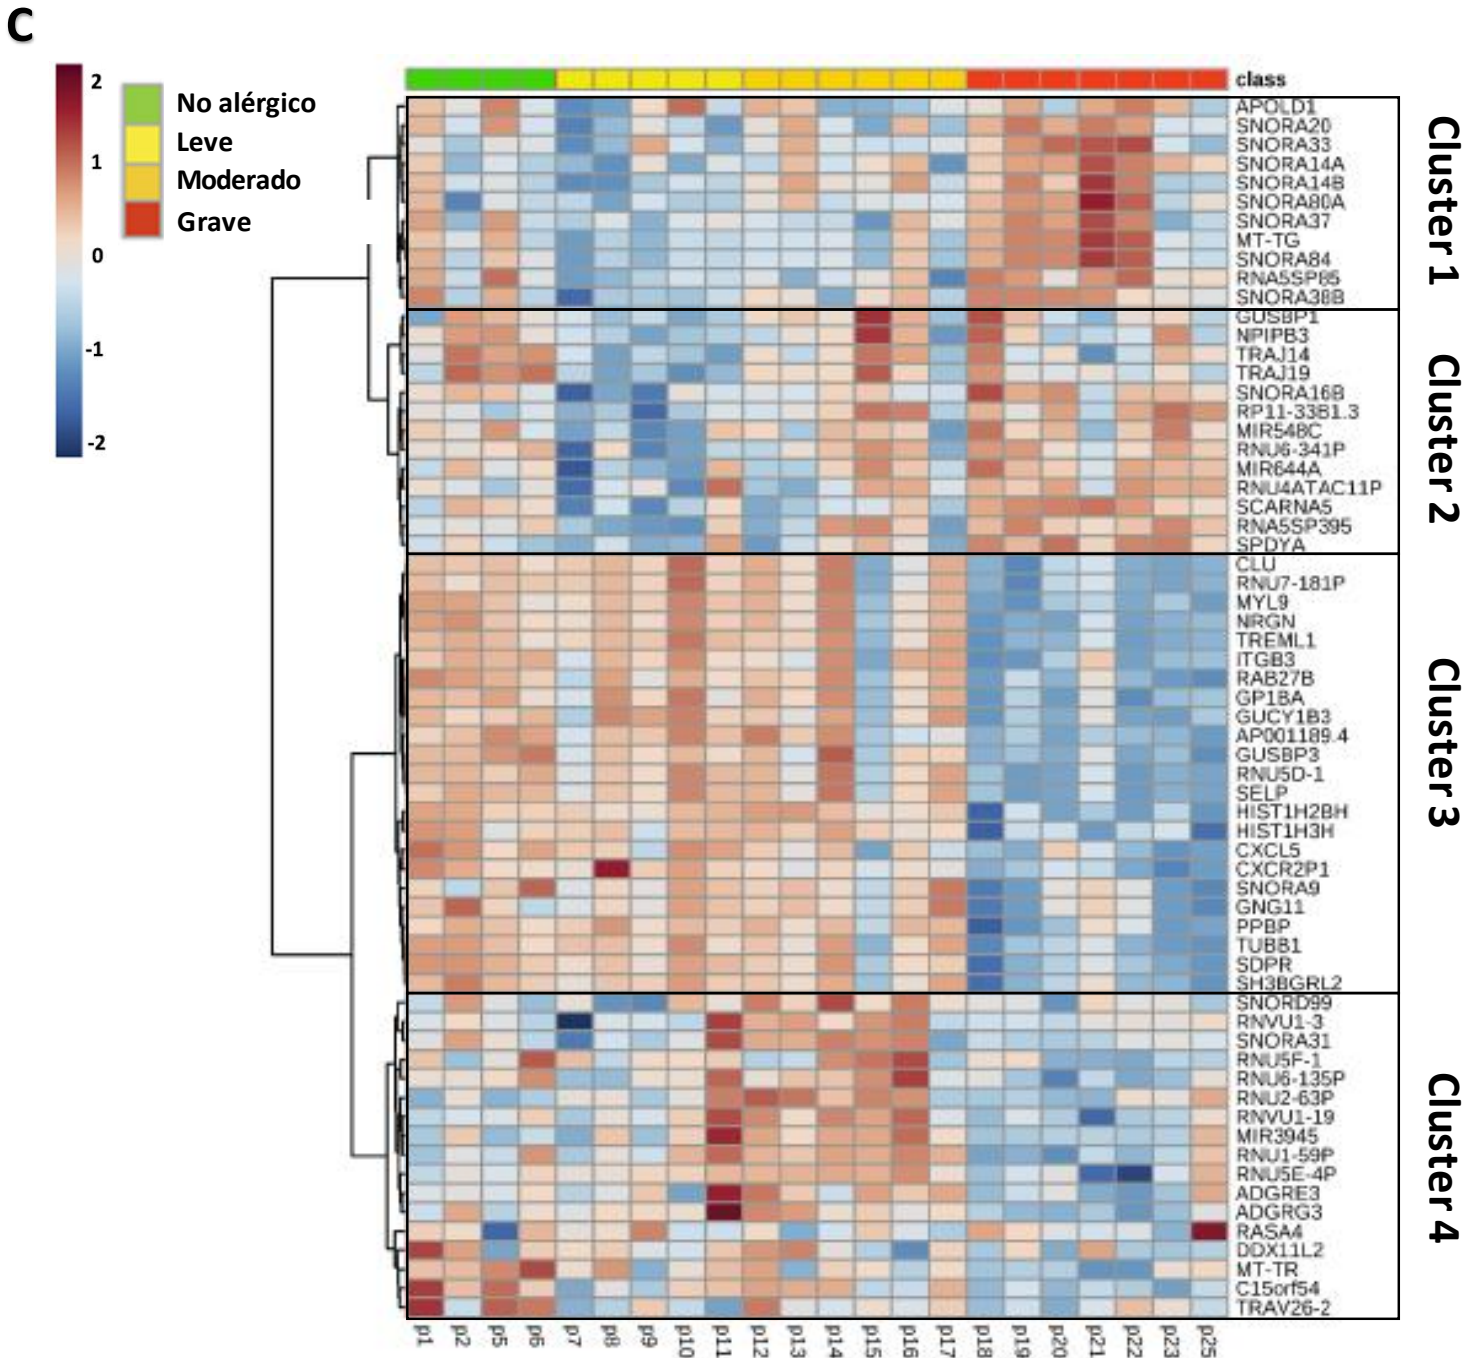 C
2
1
0
-1
-2
No alérgico
Leve
Moderado
Grave
class
APOLD1
SNORA20
SNORA33
SNORA14A
SNORA14B
SNORA80A
SNORA37
MT-TG
SNORA84
RNA5SP85
SNORA38B
GUSBP1
NPIPB3
TRAJ14
TRAJ19
SNORA16B
RP11-33B1.3
MIR548C
RNU6-341P
MIR644A
RNU4ATAC11P
SCARNA5
RNA5SP395
SPDYA
CLU
RNU7-181P
MYL9
NRGN
TREML1
ITGB3
RAB27B
GP1BA
GUCY1B3
AP001189.4
GUSBP3
RNU5D-1
SELP
HIST1H2BH
HIST1H3H
CXCL5
CXCR2P1
SNORA9
GNG11
PPBP
TUBB1
SDPR
SH3BGRL2
SNORD99
RNVU1-3
SNORA31
RNU5F-1
RNU6-135P
RNU2-63P
RNVU1-19
MIR3945
RNU1-59P
RNU5E-4P
ADGRE3
ADGRG3
RASA4
DDX11L2
MT-TR
C15orf54
TRAV26-2
Cluster 1
Cluster 2
Cluster 3
Cluster 4
p1 p2 p5 p6 p7 p8 p9 p10 p11 p12 p13 p14 p15 p16 p17 p18 p19 p20 p21 p22 p23 p25